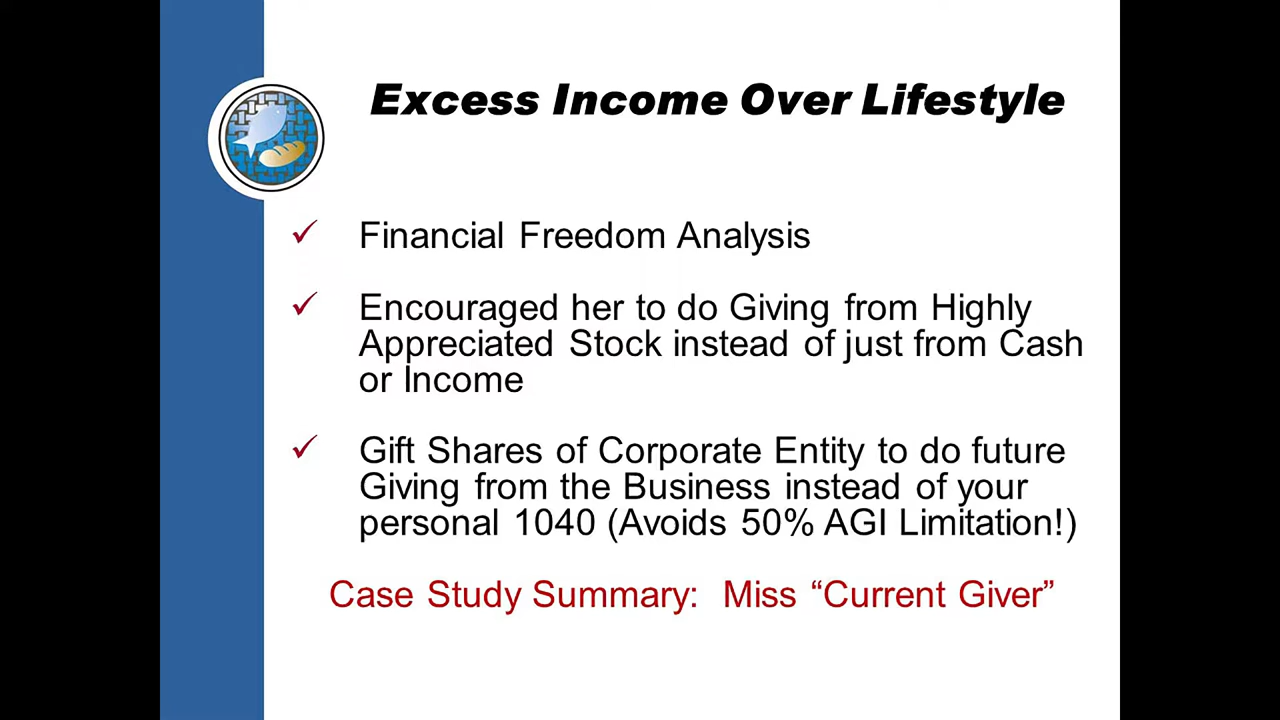 Excess Income Over Lifestyle
Financial Freedom Analysis
Encouraged her to do Giving from Highly
Appreciated Stock instead of just from Cash
or Income
Gift Shares of Corporate Entity to do future
Giving from the Business instead of your
personal 1040 (Avoids 50% AGI Limitation!)
Case Study Summary:  Miss “Current Giver”